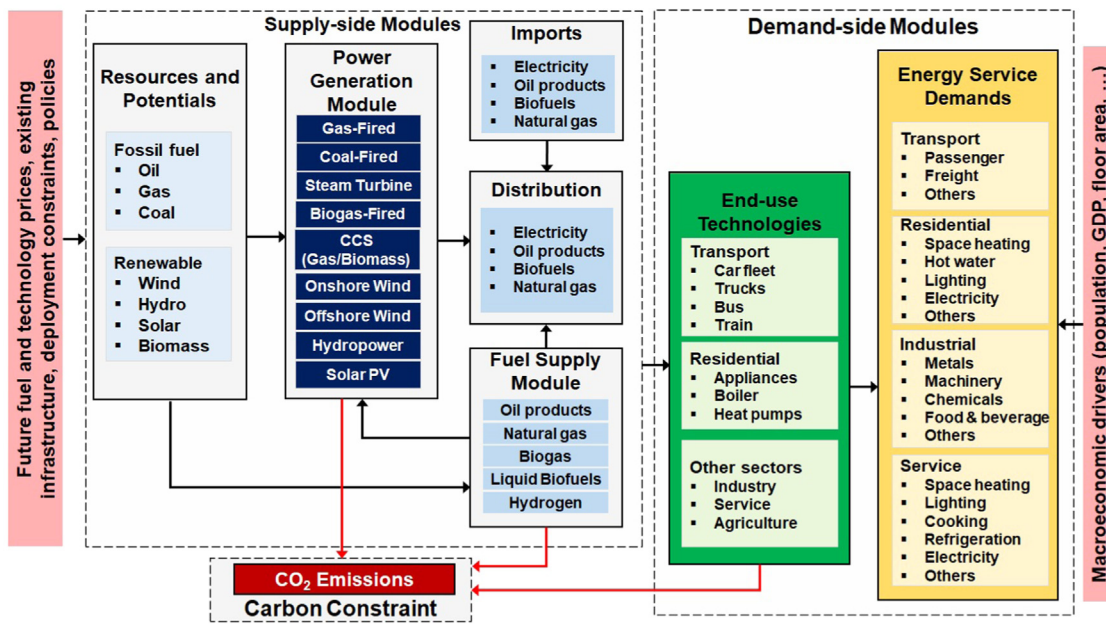 Future fuel and technology prices, existing
infrastructure, deployment constraints, policies
Supply-side Modules
Resources and
Potentials
Fossil fuel
▪ Oil
▪ Gas
▪ Coal
Renewable
▪ Wind
▪ Hydro
▪ Solar
▪ Biomass
Power
Generation
Module
Gas-Fired
Coal-Fired
Steam Turbine
Biogas-Fired
CCS
(Gas/Biomass)
Onshore Wind
Offshore Wind
Hydropower
Solar PV
Imports
▪ Electricity
▪ Oil products
▪ Biofuels
▪ Natural gas
Distribution
▪ Electricity
▪ Oil products
▪ Biofuels
▪ Natural gas
Fuel Supply
Module
Oil products
Natural gas
Biogas
Liquid Biofuels
Hydrogen
CO₂ Emissions
Carbon Constraint
Demand-side Modules
End-use
Technologies
Transport
▪ Car fleet
▪ Trucks
▪ Bus
▪ Train
Residential
▪ Appliances
▪ Boiler
▪ Heat pumps
Other sectors
▪ Industry
▪ Service
▪ Agriculture
Energy Service
Demands
Transport
▪ Passenger
▪ Freight
▪ Others
Residential
▪ Space heating
▪ Hot water
▪ Lighting
▪ Electricity
▪ Others
Industrial
▪ Metals
▪ Machinery
▪ Chemicals
▪ Food & beverage
▪ Others
Service
▪ Space heating
▪ Lighting
▪ Cooking
▪ Refrigeration
▪ Electricity
▪ Others
Macroeconomic drivers (population, GDP, floor area, ...)